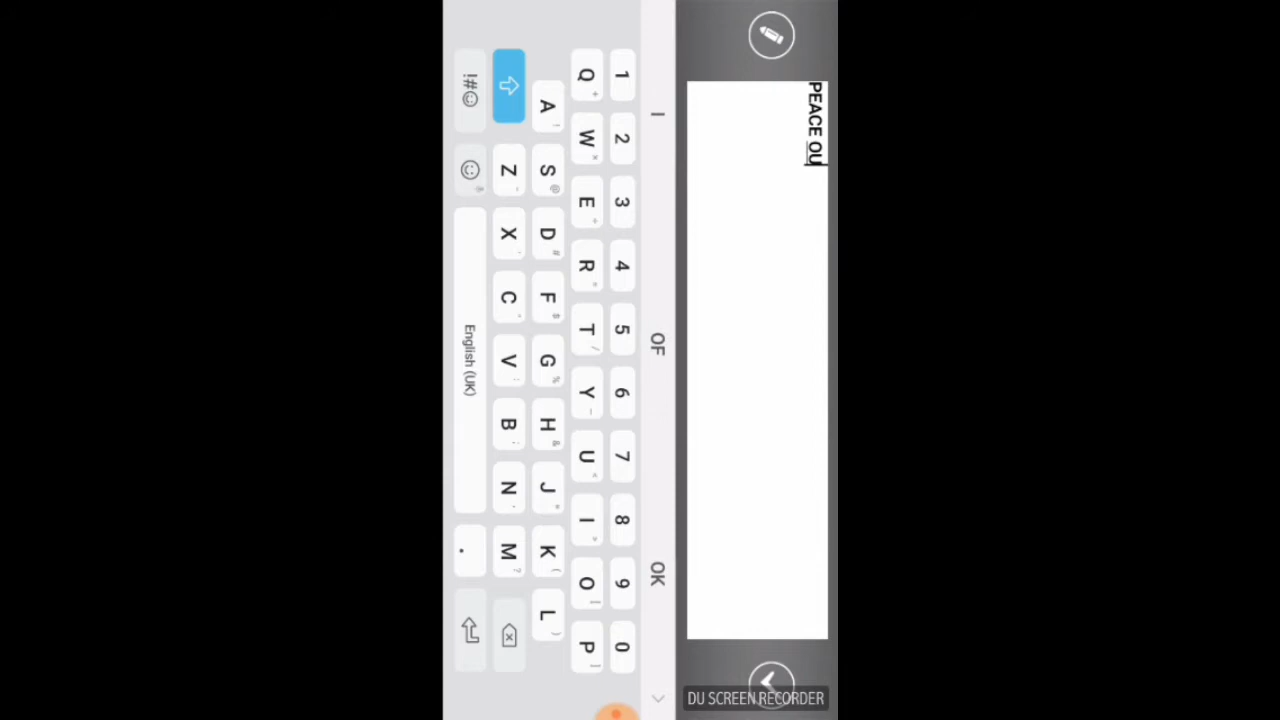 PEACE OU
I OF OK
1 2 3 4 5 6 7 8 9 0
Q W E R T Y U I O P
A S D F G H J K L
Z X C V B N M
!#☺ English (UK) .
DU SCREEN RECORDER